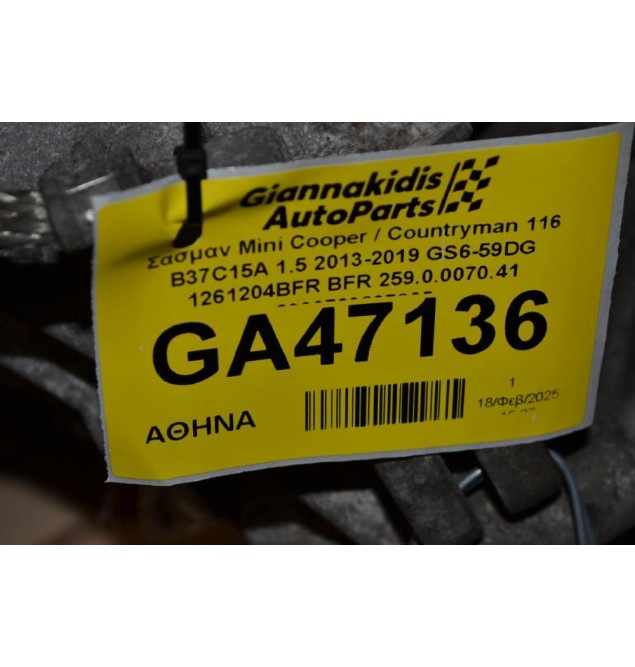 Giannakidis
AutoParts
Σασμαν Mini Cooper / Countryman 116
B37C15A 1.5 2013-2019 GS6-59DG
1261204BFR BFR 259.0.0070.41
GA47136
ΑΘΗΝΑ
1
18/Φεβ/2025